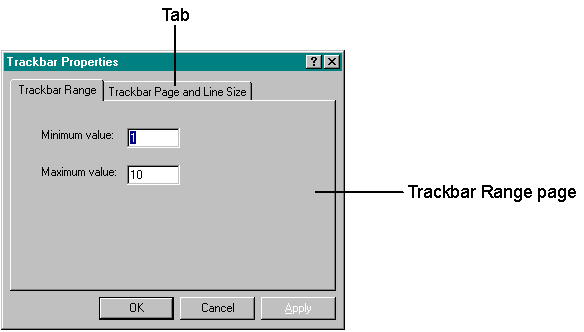 Tab
Trackbar Properties ?
Trackbar Range Trackbar Page and Line Size
Minimum value: 1
Maximum value: 10
Trackbar Range page
OK Cancel Apply